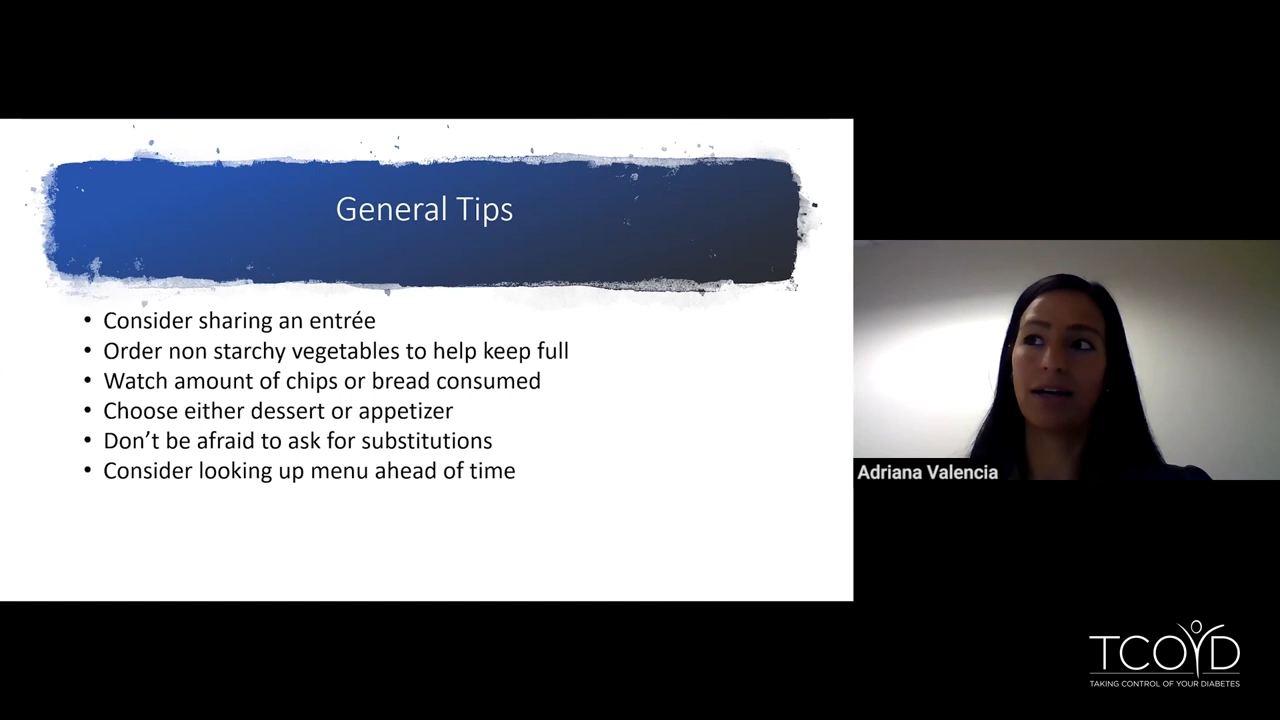 General Tips
• Consider sharing an entrée
• Order non starchy vegetables to help keep full
• Watch amount of chips or bread consumed
• Choose either dessert or appetizer
• Don’t be afraid to ask for substitutions
• Consider looking up menu ahead of time
Adriana Valencia
TCOYD
TAKING CONTROL OF YOUR DIABETES